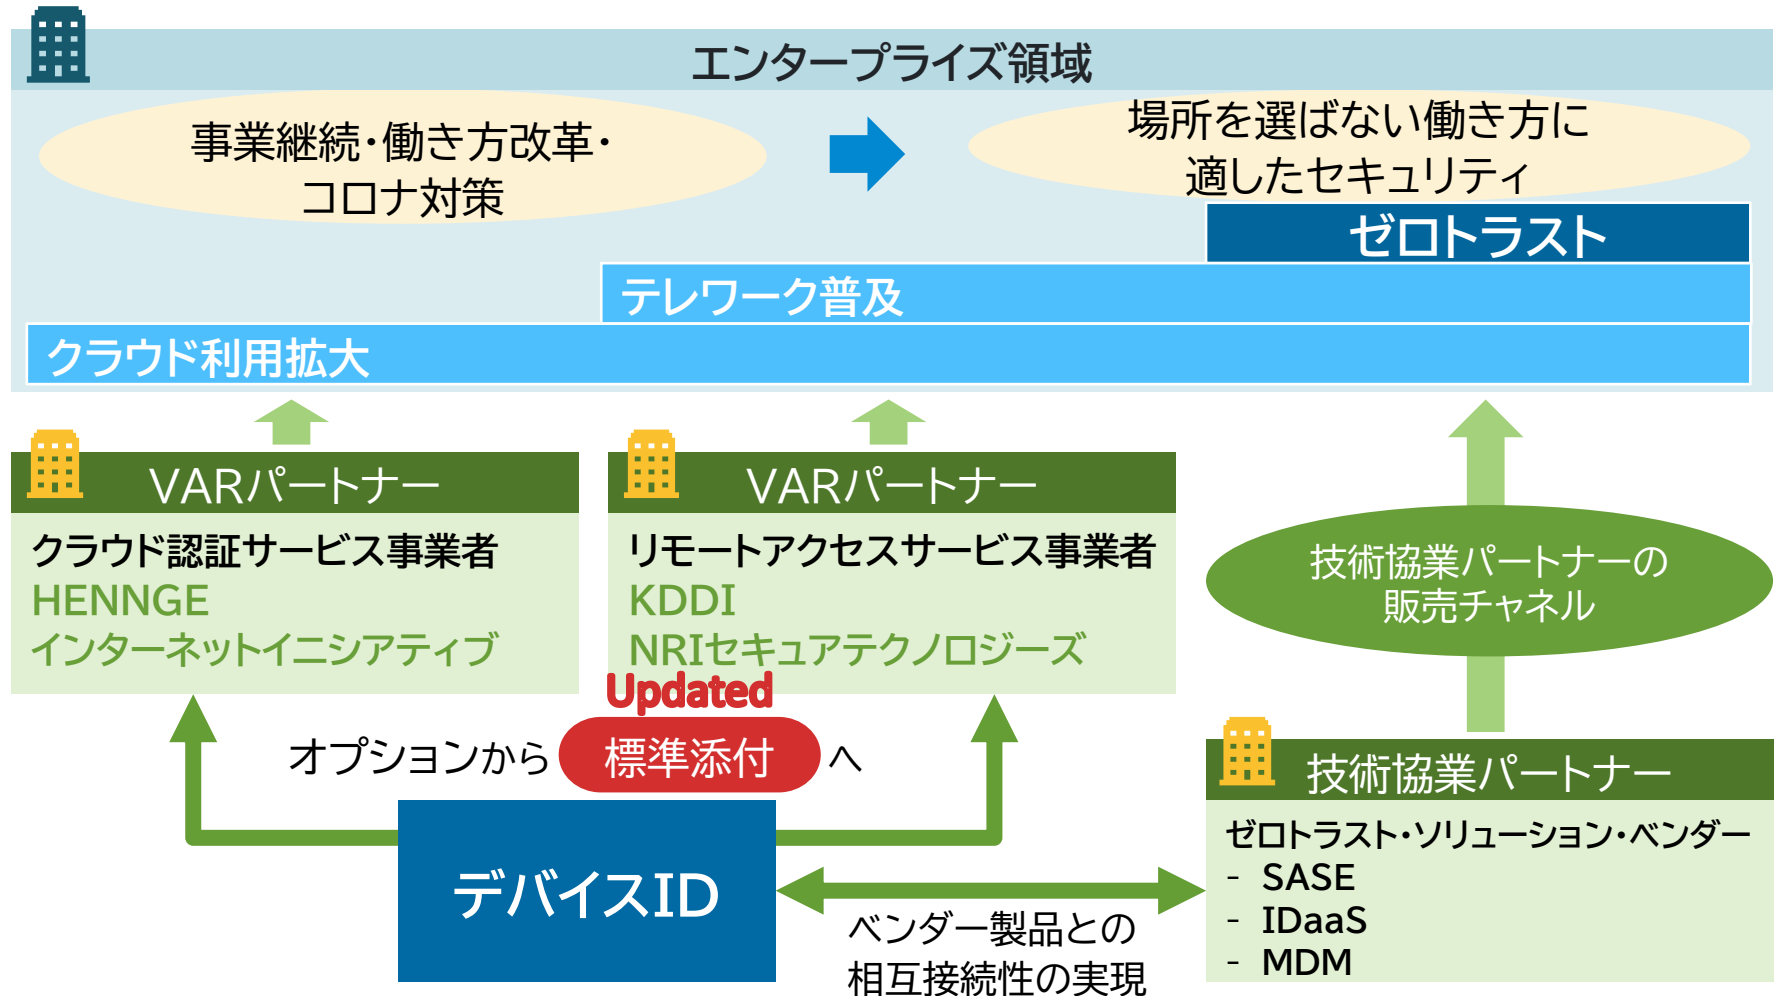 エンタープライズ領域
事業継続・働き方改革・
コロナ対策
場所を選ばない働き方に
適したセキュリティ
ゼロトラスト
テレワーク普及
クラウド利用拡大
VARパートナー
クラウド認証サービス事業者
HENNGE
インターネットイニシアティブ
VARパートナー
リモートアクセスサービス事業者
KDDI
NRIセキュアテクノロジーズ
技術協業パートナーの
販売チャネル
Updated
オプションから 標準添付 へ
デバイスID
ベンダー製品との
相互接続性の実現
技術協業パートナー
ゼロトラスト・ソリューション・ベンダー
- SASE
- IDaaS
- MDM